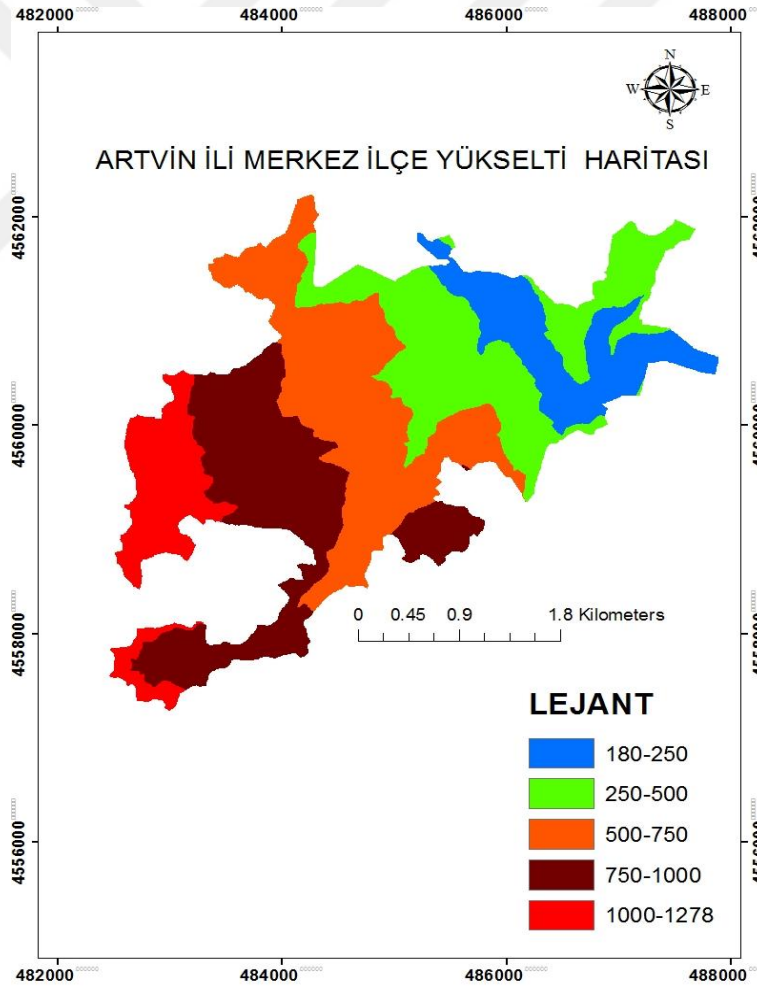 482000 484000 486000 488000
N
W E
S
ARTVİN İLİ MERKEZ İLÇE YÜKSELTİ HARİTASI
4562000
4560000
4558000
4556000
0 0.45 0.9 1.8 Kilometers
LEJANT
180-250
250-500
500-750
750-1000
1000-1278
482000 484000 486000 488000